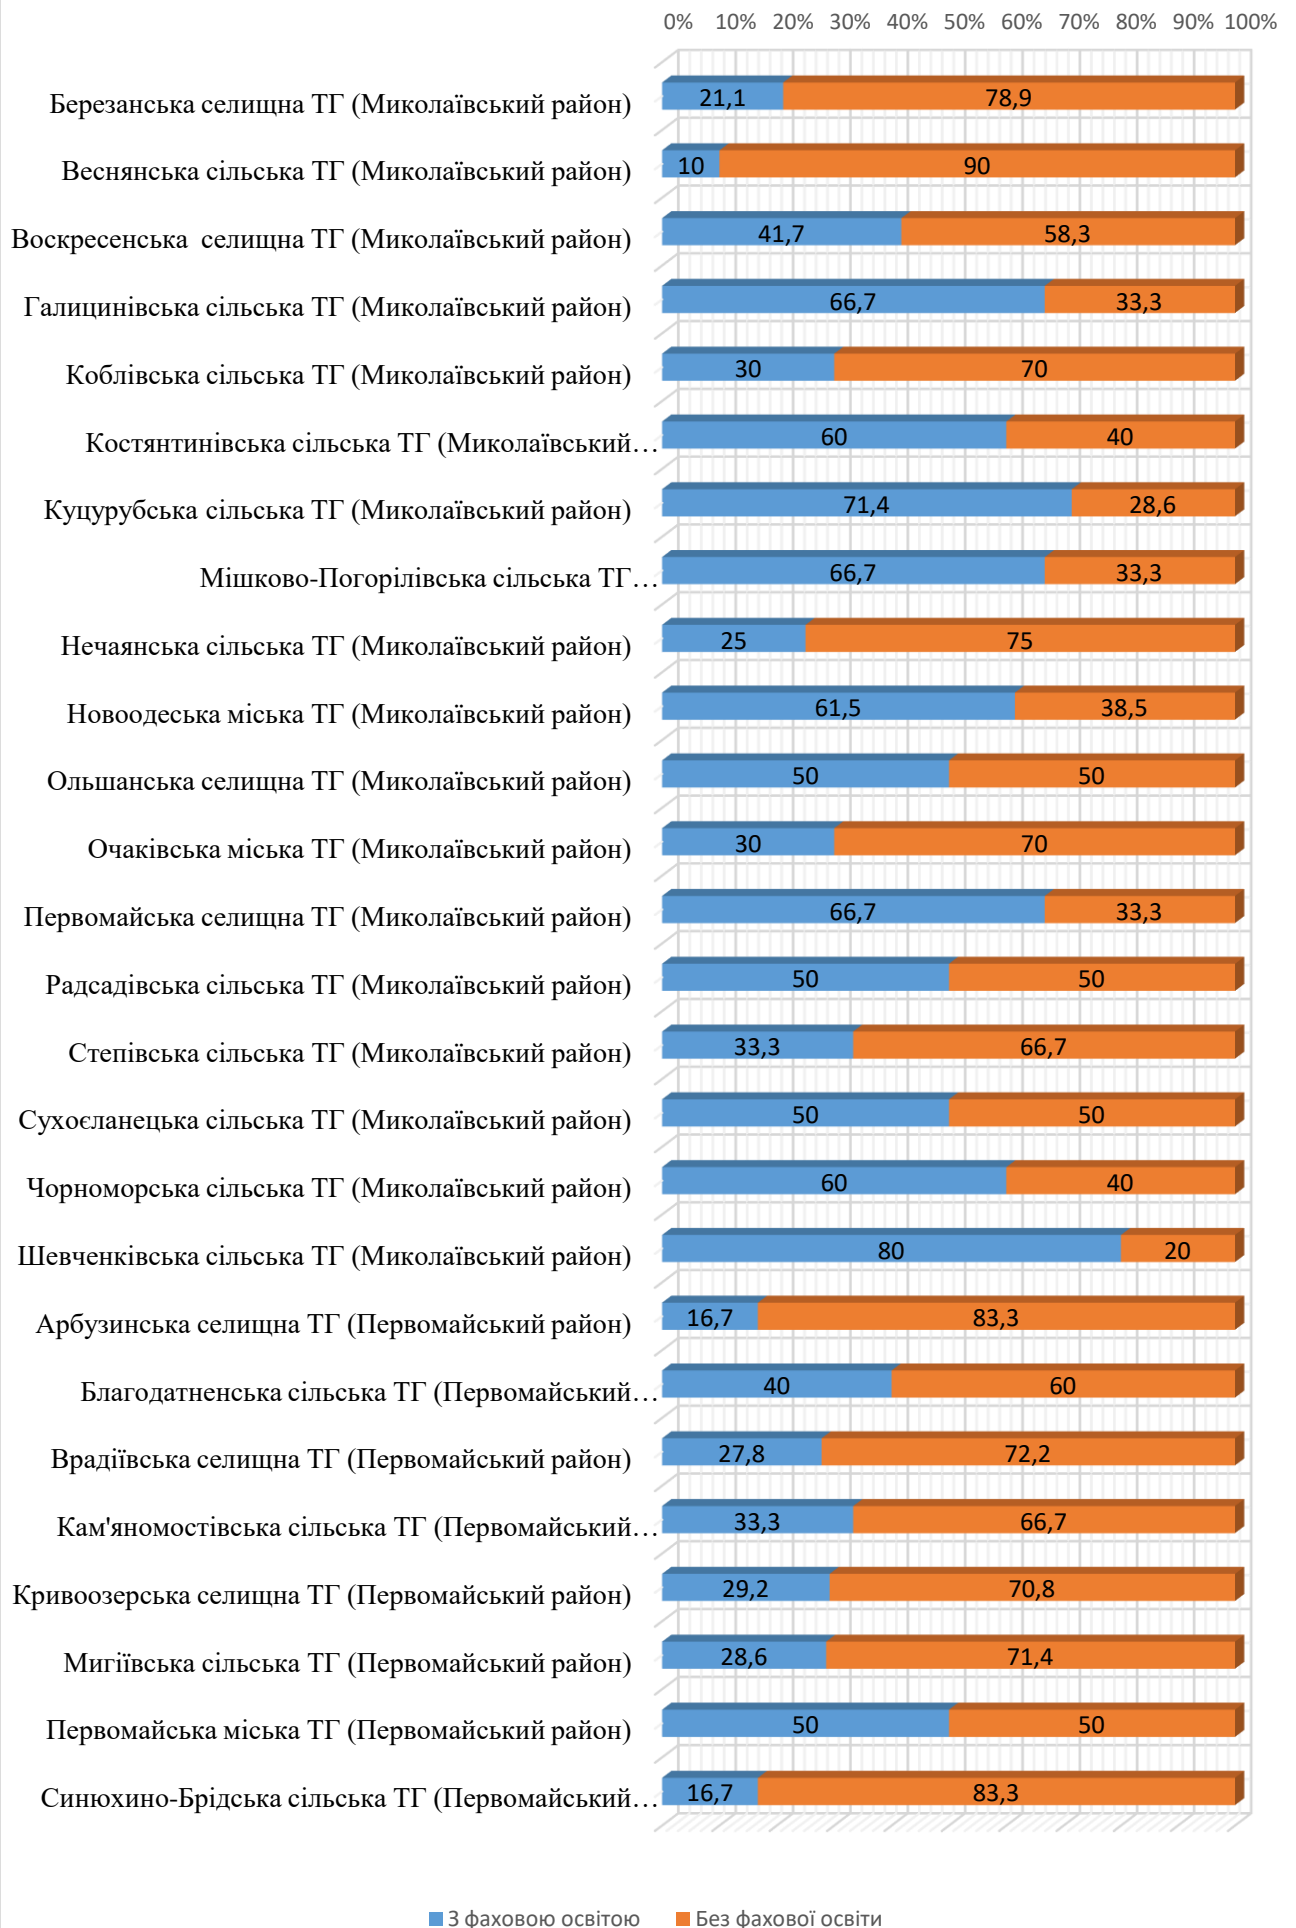 0% 10% 20% 30% 40% 50% 60% 70% 80% 90% 100%
Березанська селищна ТГ (Миколаївський район) 21,1 78,9
Веснянська сільська ТГ (Миколаївський район) 10 90
Воскресенська селищна ТГ (Миколаївський район) 41,7 58,3
Галицинівська сільська ТГ (Миколаївський район) 66,7 33,3
Коблівська сільська ТГ (Миколаївський район) 30 70
Костянтинівська сільська ТГ (Миколаївський… 60 40
Куцурубська сільська ТГ (Миколаївський район) 71,4 28,6
Мішково-Погорілівська сільська ТГ… 66,7 33,3
Нечаянська сільська ТГ (Миколаївський район) 25 75
Новоодеська міська ТГ (Миколаївський район) 61,5 38,5
Ольшанська селищна ТГ (Миколаївський район) 50 50
Очаківська міська ТГ (Миколаївський район) 30 70
Первомайська селищна ТГ (Миколаївський район) 66,7 33,3
Радсадівська сільська ТГ (Миколаївський район) 50 50
Степівська сільська ТГ (Миколаївський район) 33,3 66,7
Сухоєланецька сільська ТГ (Миколаївський район) 50 50
Чорноморська сільська ТГ (Миколаївський район) 60 40
Шевченківська сільська ТГ (Миколаївський район) 80 20
Арбузинська селищна ТГ (Первомайський район) 16,7 83,3
Благодатненська сільська ТГ (Первомайський… 40 60
Врадіївська селищна ТГ (Первомайський район) 27,8 72,2
Кам'яномостівська сільська ТГ (Первомайський… 33,3 66,7
Кривоозерська селищна ТГ (Первомайський район) 29,2 70,8
Мигіївська сільська ТГ (Первомайський район) 28,6 71,4
Первомайська міська ТГ (Первомайський район) 50 50
Синюхино-Брідська сільська ТГ (Первомайський… 16,7 83,3
З фаховою освітою Без фахової освіти